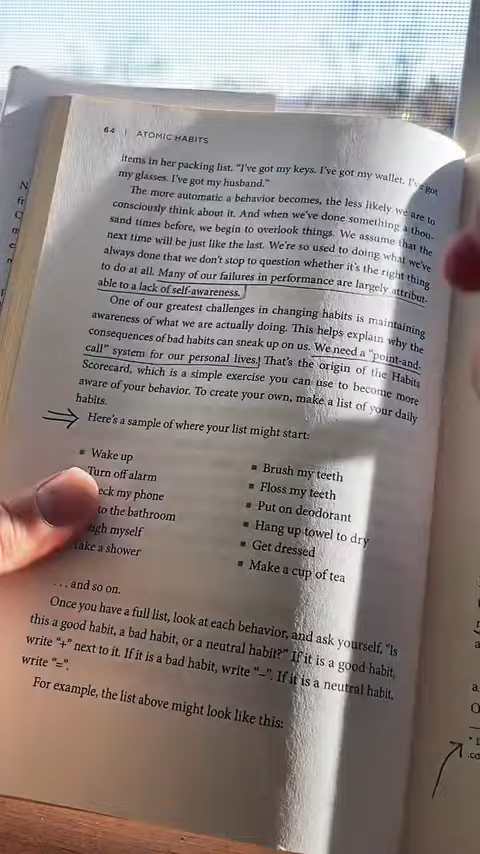 64 | ATOMIC HABITS
items in her packing list. "I've got my keys. I've got my wallet. I've got
my glasses. I've got my husband."
The more automatic a behavior becomes, the less likely we are to
consciously think about it. And when we've done something a thou-
sand times before, we begin to overlook things. We assume that the
next time will be just like the last. We're so used to doing what we've
always done that we don't stop to question whether it's the right thing
to do at all. Many of our failures in performance are largely attribut-
able to a lack of self-awareness.
One of our greatest challenges in changing habits is maintaining
awareness of what we are actually doing. This helps explain why the
consequences of bad habits can sneak up on us. We need a "point-and-
call" system for our personal lives. That's the origin of the Habits
Scorecard, which is a simple exercise you can use to become more
aware of your behavior. To create your own, make a list of your daily
habits.
Here's a sample of where your list might start:
▪ Wake up
Turn off alarm
eck my phone
to the bathroom
igh myself
ake a shower
▪ Brush my teeth
▪ Floss my teeth
▪ Put on deodorant
▪ Hang up towel to dry
▪ Get dressed
▪ Make a cup of tea
. . . and so on.
Once you have a full list, look at each behavior, and ask yourself, "Is
this a good habit, a bad habit, or a neutral habit?" If it is a good habit,
write "+" next to it. If it is a bad habit, write "–". If it is a neutral habit,
write "=".
For example, the list above might look like this: